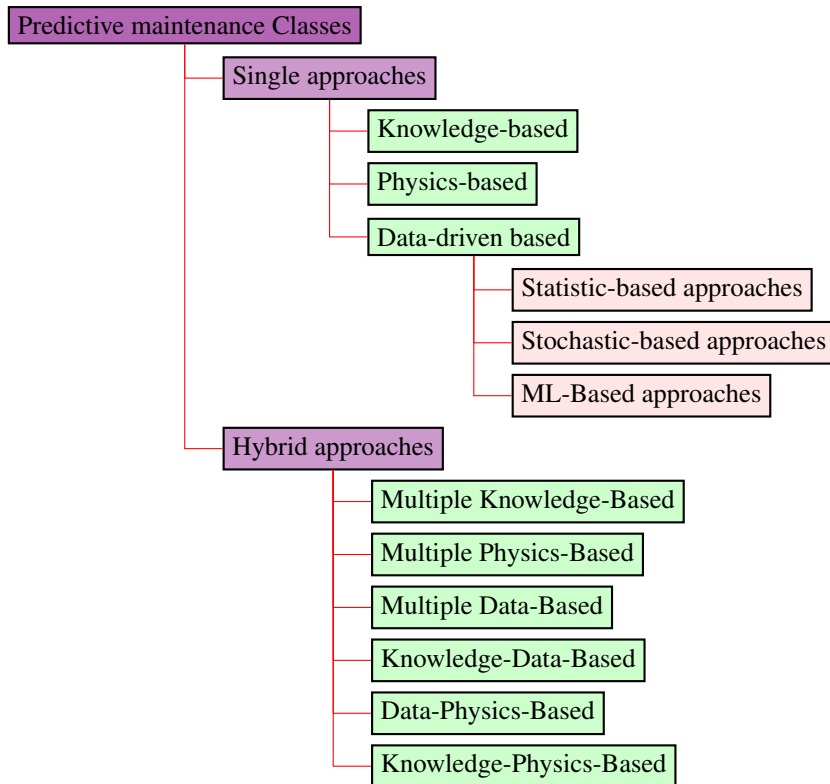 Predictive maintenance Classes
Single approaches
Knowledge-based
Physics-based
Data-driven based
Statistic-based approaches
Stochastic-based approaches
ML-Based approaches
Hybrid approaches
Multiple Knowledge-Based
Multiple Physics-Based
Multiple Data-Based
Knowledge-Data-Based
Data-Physics-Based
Knowledge-Physics-Based